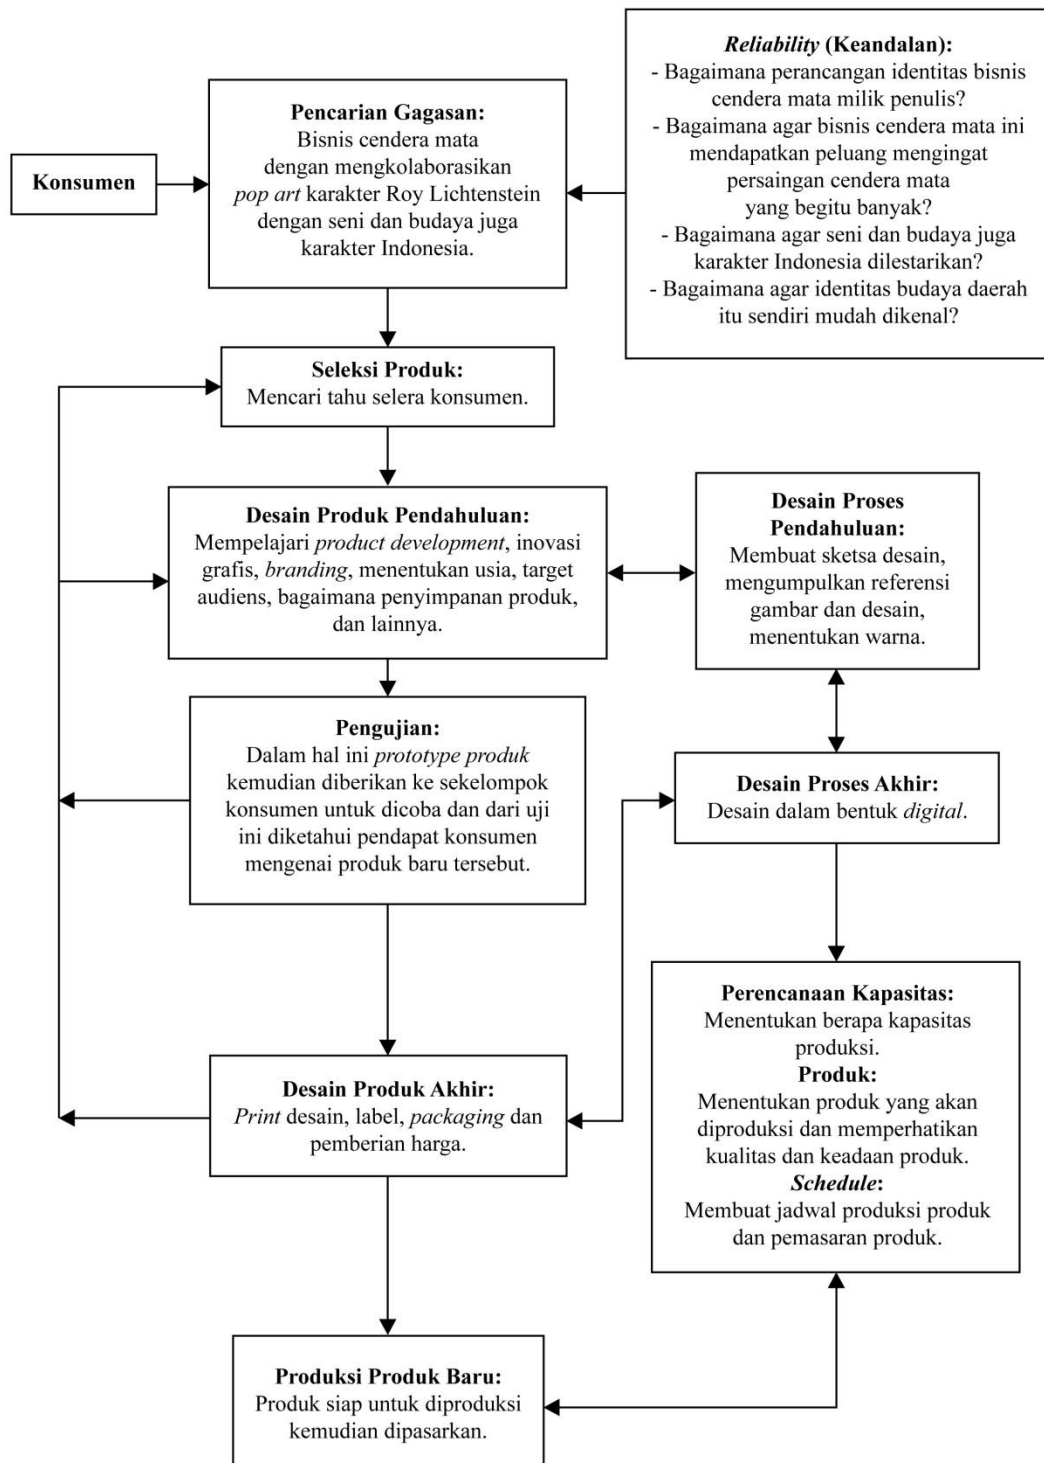 Konsumen
Pencarian Gagasan:
Bisnis cendera mata
dengan mengkolaborasikan
pop art karakter Roy Lichtenstein
dengan seni dan budaya juga
karakter Indonesia.
Reliability (Keandalan):
- Bagaimana perancangan identitas bisnis
cendera mata milik penulis?
- Bagaimana agar bisnis cendera mata ini
mendapatkan peluang mengingat
persaingan cendera mata
yang begitu banyak?
- Bagaimana agar seni dan budaya juga
karakter Indonesia dilestarikan?
- Bagaimana agar identitas budaya daerah
itu sendiri mudah dikenal?
Seleksi Produk:
Mencari tahu selera konsumen.
Desain Produk Pendahuluan:
Mempelajari product development, inovasi
grafis, branding, menentukan usia, target
audiens, bagaimana penyimpanan produk,
dan lainnya.
Desain Proses
Pendahuluan:
Membuat sketsa desain,
mengumpulkan referensi
gambar dan desain,
menentukan warna.
Pengujian:
Dalam hal ini prototype produk
kemudian diberikan ke sekelompok
konsumen untuk dicoba dan dari uji
ini diketahui pendapat konsumen
mengenai produk baru tersebut.
Desain Proses Akhir:
Desain dalam bentuk digital.
Perencanaan Kapasitas:
Menentukan berapa kapasitas
produksi.
Produk:
Menentukan produk yang akan
diproduksi dan memperhatikan
kualitas dan keadaan produk.
Schedule:
Membuat jadwal produksi produk
dan pemasaran produk.
Desain Produk Akhir:
Print desain, label, packaging dan
pemberian harga.
Produksi Produk Baru:
Produk siap untuk diproduksi
kemudian dipasarkan.